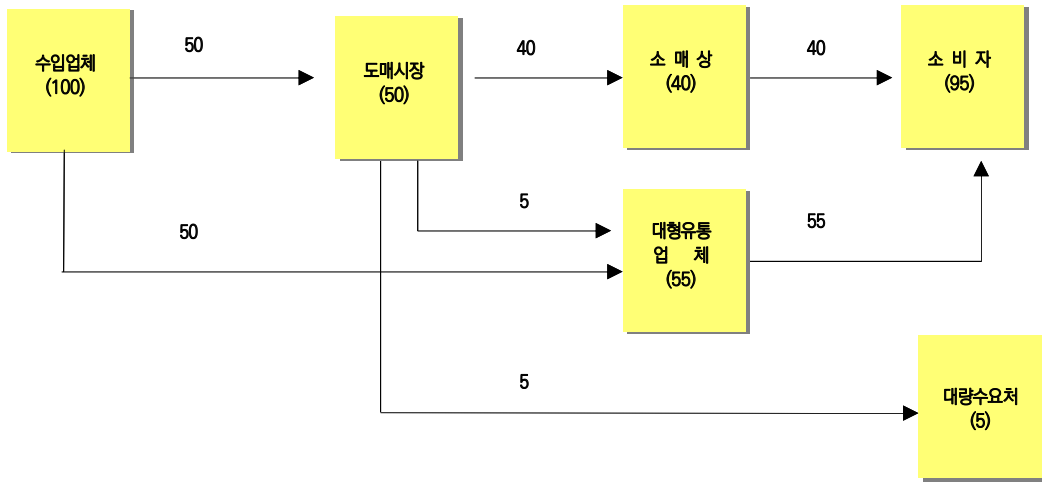 수입업체
(100)
50
도매시장
(50)
40
소 매 상
(40)
40
소 비 자
(95)
50
5
대형유통
업 체
(55)
55
5
대량수요처
(5)